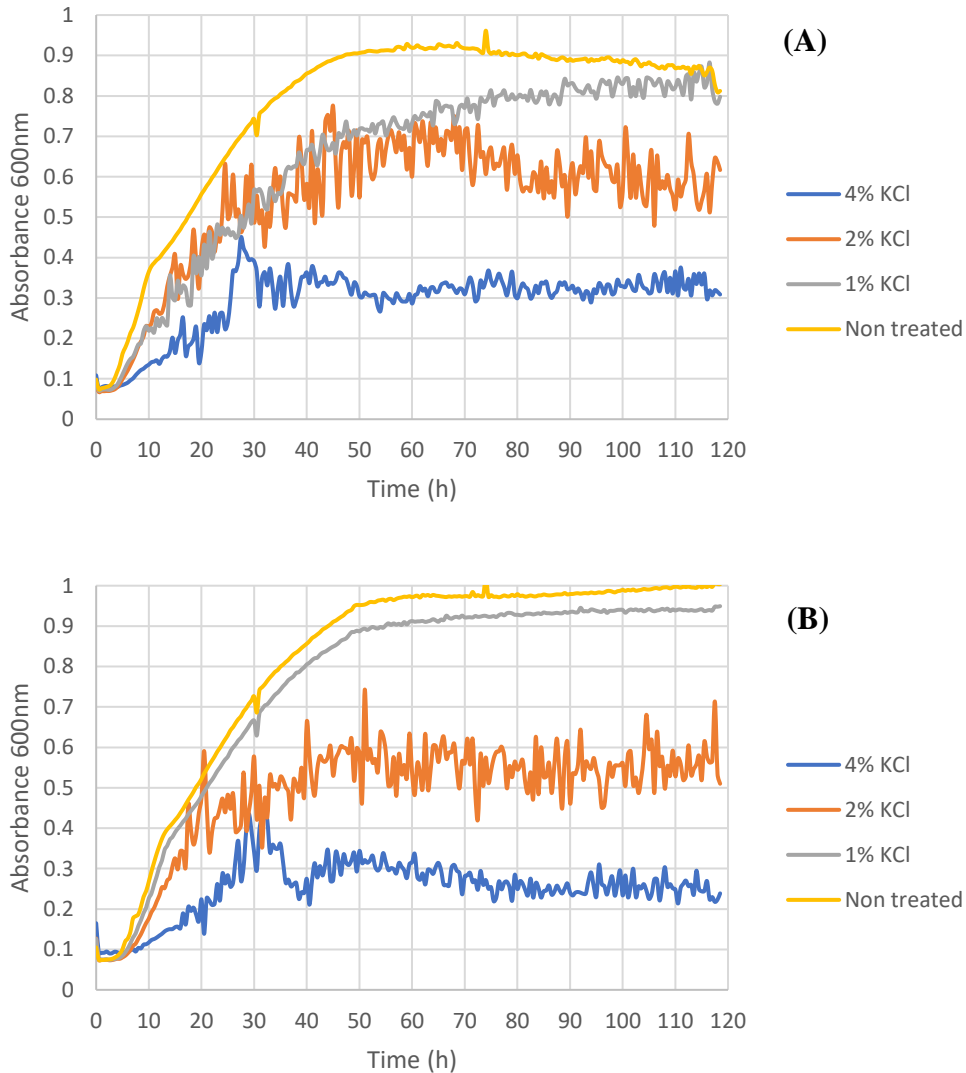 1
0.9
0.8
0.7
0.6
0.5
0.4
0.3
0.2
0.1
0
Absorbance 600nm
0 10 20 30 40 50 60 70 80 90 100 110 120
Time (h)
(A)
4% KCl
2% KCl
1% KCl
Non treated
1
0.9
0.8
0.7
0.6
0.5
0.4
0.3
0.2
0.1
0
Absorbance 600nm
0 10 20 30 40 50 60 70 80 90 100 110 120
Time (h)
(B)
4% KCl
2% KCl
1% KCl
Non treated